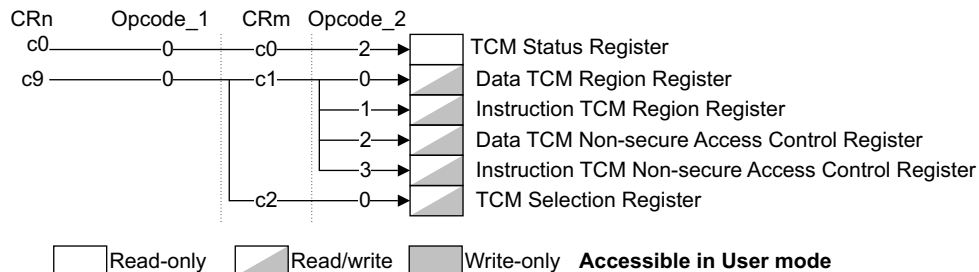 CRn Opcode_1 CRm Opcode_2
c0 0 c0 2 TCM Status Register
c9 0 c1 0 Data TCM Region Register
1 Instruction TCM Region Register
2 Data TCM Non-secure Access Control Register
3 Instruction TCM Non-secure Access Control Register
c2 0 TCM Selection Register
Read-only Read/write Write-only Accessible in User mode